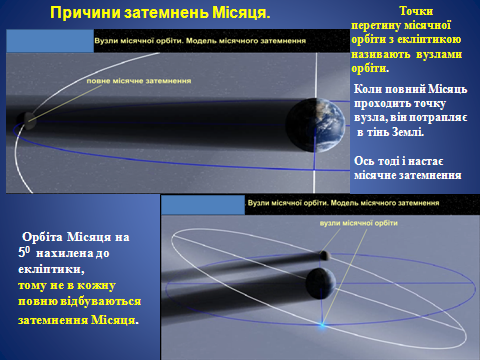 Причини затемнень Місяця.
Точки
перетину місячної
орбіти з екліптикою
називають вузлами
орбіти.
Вузли місячної орбіти. Модель місячного затемнення
повне місячне затемнення
Коли повний Місяць
проходить точку
вузла, він потрапляє
в тінь Землі.
Ось тоді і настає
місячне затемнення
Вузли місячної орбіти. Модель місячного затемнення
вузли місячної орбіти
Орбіта Місяця на
5⁰ нахилена до
екліптики,
тому не в кожну
повню відбуваються
затемнення Місяця.